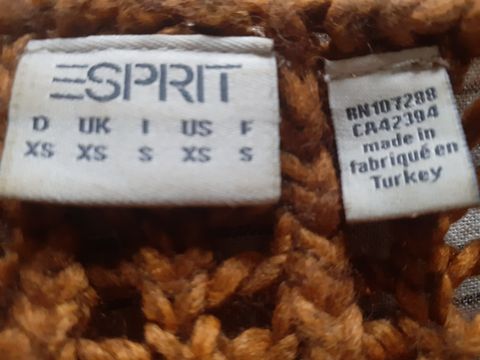 ESPRIT
D UK I US F
XS XS S XS S
RN107288
CA42394
made in
fabriqué en
Turkey